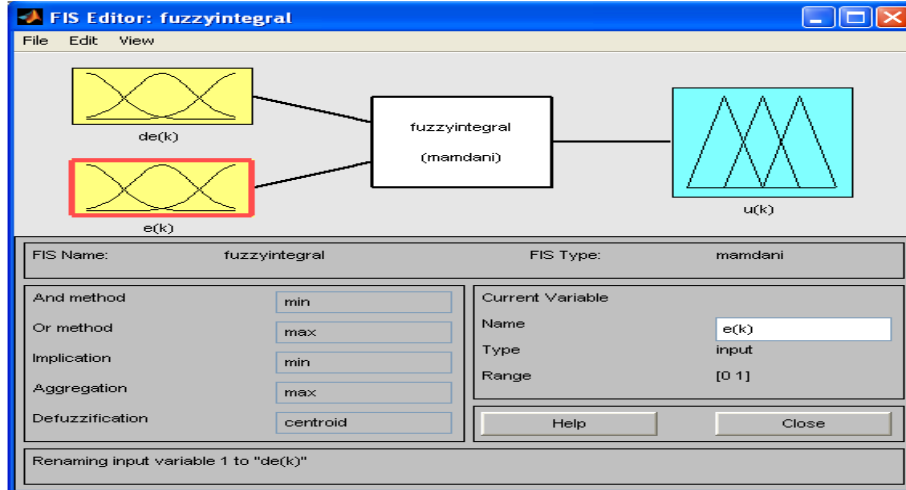 FIS Editor: fuzzyintegral
File Edit View
de(k)
e(k)
fuzzyintegral
(mamdani)
u(k)
FIS Name: fuzzyintegral FIS Type: mamdani
And method min
Or method max
Implication min
Aggregation max
Defuzzification centroid
Current Variable
Name e(k)
Type input
Range [0 1]
Help Close
Renaming input variable 1 to "de(k)"